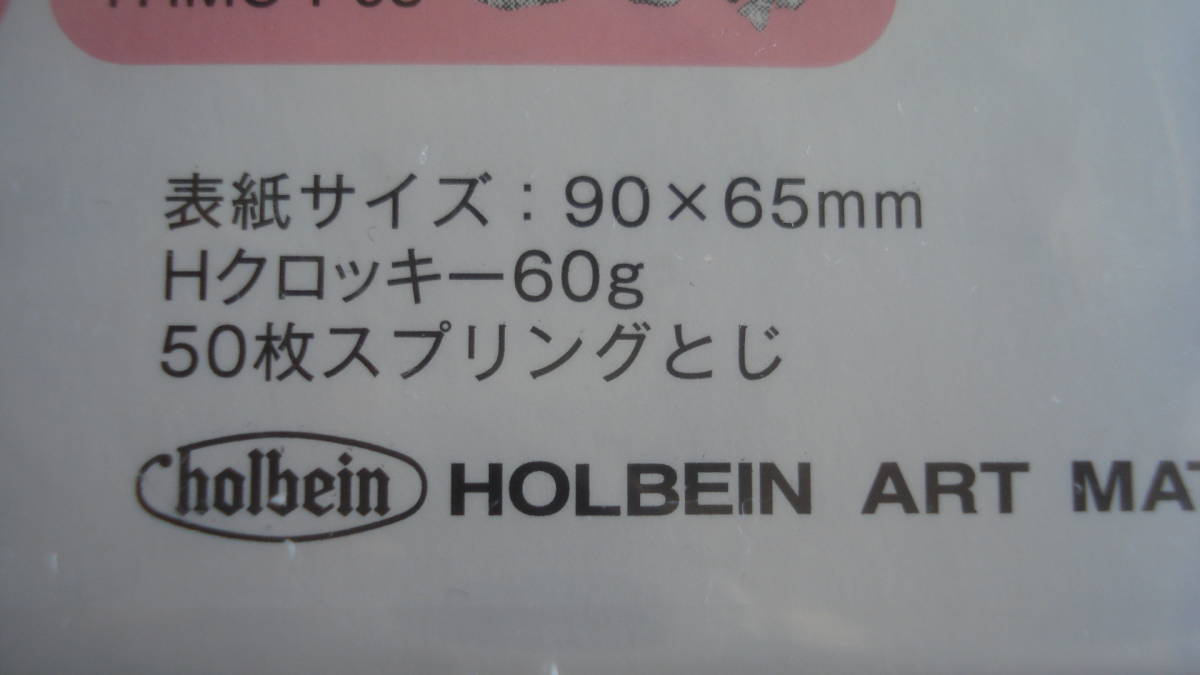 表紙サイズ：90×65mm
Hクロッキー60g
50枚スプリングとじ
holbein HOLBEIN ART MAT